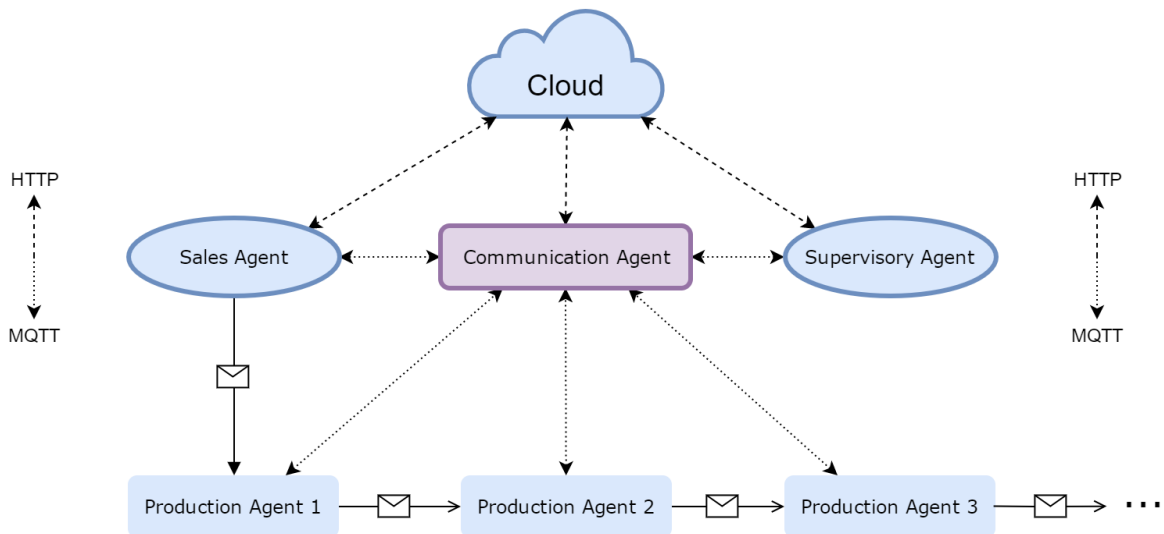 Cloud
HTTP
HTTP
Sales Agent
Communication Agent
Supervisory Agent
MQTT
MQTT
Production Agent 1
Production Agent 2
Production Agent 3
...